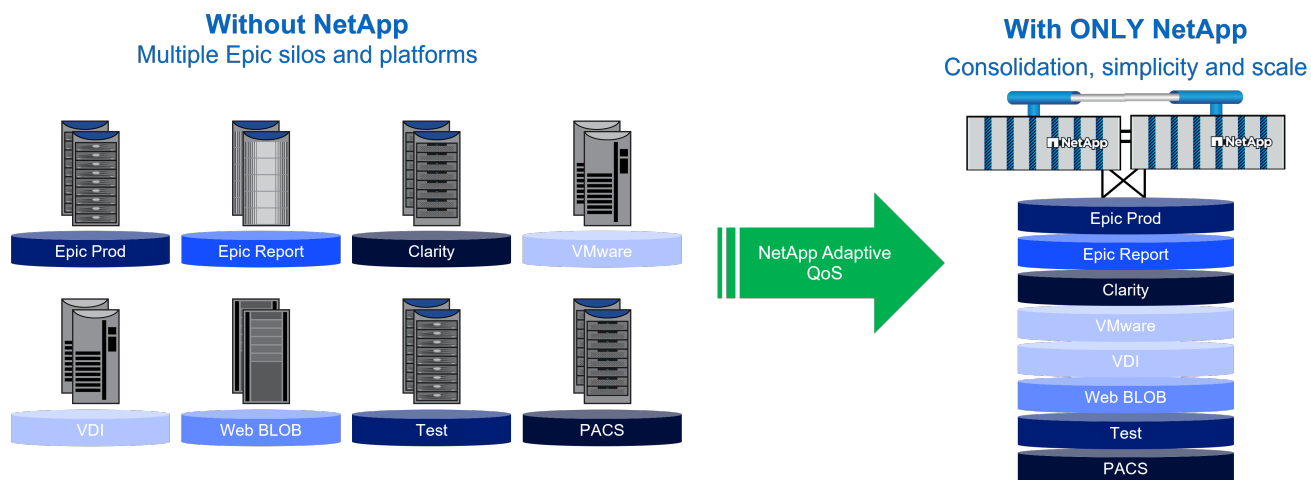 Without NetApp
Multiple Epic silos and platforms
Epic Prod
Epic Report
Clarity
VMware
VDI
Web BLOB
Test
PACS
NetApp Adaptive
QoS
With ONLY NetApp
Consolidation, simplicity and scale
NetApp
NetApp
Epic Prod
Epic Report
Clarity
VMware
VDI
Web BLOB
Test
PACS